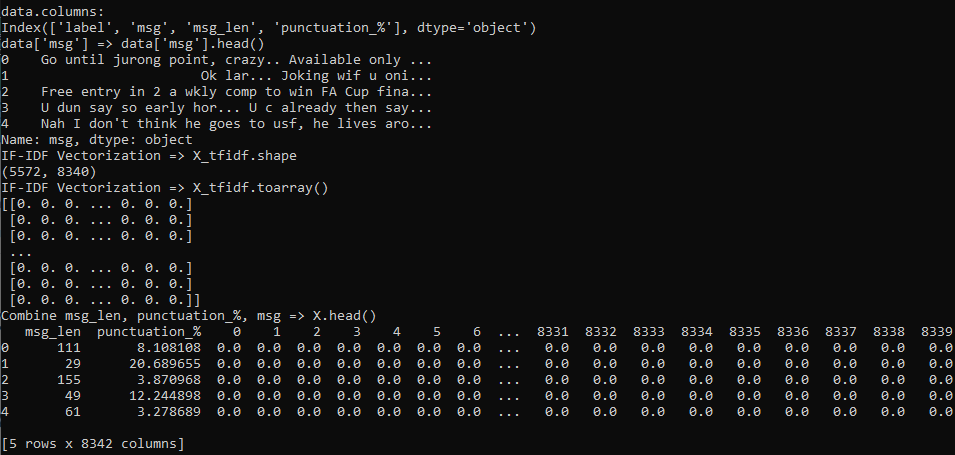 data.columns:
Index(['label', 'msg', 'msg_len', 'punctuation_%'], dtype='object')
data['msg'] => data['msg'].head()
0    Go until jurong point, crazy.. Available only ...
1                        Ok lar... Joking wif u oni...
2    Free entry in 2 a wkly comp to win FA Cup fina...
3    U dun say so early hor... U c already then say...
4    Nah I don't think he goes to usf, he lives aro...
Name: msg, dtype: object
IF-IDF Vectorization => X_tfidf.shape
(5572, 8340)
IF-IDF Vectorization => X_tfidf.toarray()
[[0. 0. 0. ... 0. 0. 0.]
 [0. 0. 0. ... 0. 0. 0.]
 [0. 0. 0. ... 0. 0. 0.]
 ...
 [0. 0. 0. ... 0. 0. 0.]
 [0. 0. 0. ... 0. 0. 0.]
 [0. 0. 0. ... 0. 0. 0.]]
Combine msg_len, punctuation_%, msg => X.head()
   msg_len  punctuation_%    0    1    2    3    4    5    6  ...  8331  8332  8333  8334  8335  8336  8337  8338  8339
0      111       8.108108  0.0  0.0  0.0  0.0  0.0  0.0  0.0  ...   0.0   0.0   0.0   0.0   0.0   0.0   0.0   0.0   0.0
1       29      20.689655  0.0  0.0  0.0  0.0  0.0  0.0  0.0  ...   0.0   0.0   0.0   0.0   0.0   0.0   0.0   0.0   0.0
2      155       3.870968  0.0  0.0  0.0  0.0  0.0  0.0  0.0  ...   0.0   0.0   0.0   0.0   0.0   0.0   0.0   0.0   0.0
3       49      12.244898  0.0  0.0  0.0  0.0  0.0  0.0  0.0  ...   0.0   0.0   0.0   0.0   0.0   0.0   0.0   0.0   0.0
4       61       3.278689  0.0  0.0  0.0  0.0  0.0  0.0  0.0  ...   0.0   0.0   0.0   0.0   0.0   0.0   0.0   0.0   0.0
[5 rows x 8342 columns]